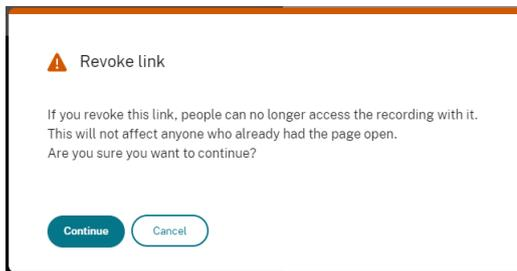 Revoke link
If you revoke this link, people can no longer access the recording with it.
This will not affect anyone who already had the page open.
Are you sure you want to continue?
Continue Cancel